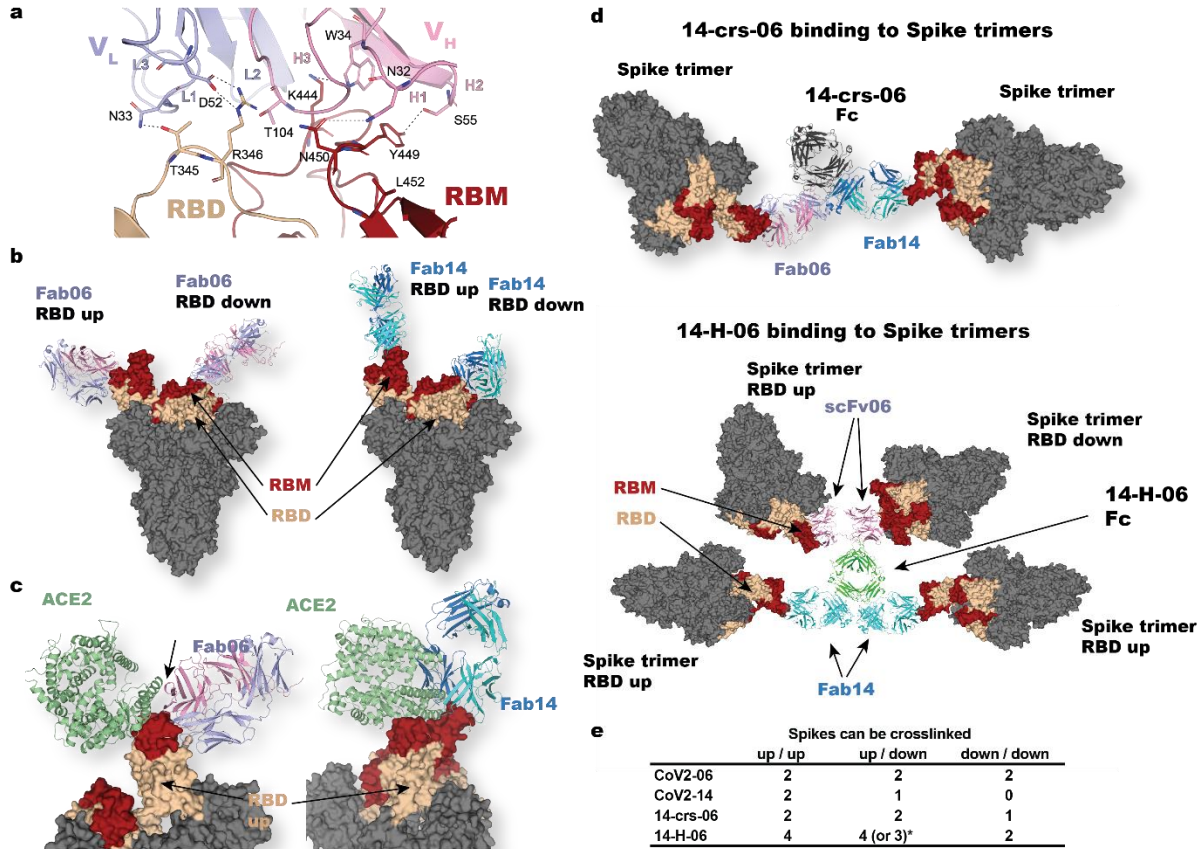 a
V_L
L3
L1
N33
D52
L2
H3
W34
V_H
N32
H2
H1
K444
S55
T104
T345
R346
N450
Y449
L452
RBD
RBM
b
Fab06
RBD up
Fab06
RBD down
Fab14
RBD up
Fab14
RBD down
RBM
RBD
c
ACE2
Fab06
ACE2
Fab14
RBD
up
d
14-crs-06 binding to Spike trimers
Spike trimer
14-crs-06
Fc
Spike trimer
Fab06
Fab14
14-H-06 binding to Spike trimers
Spike trimer
RBD up
scFv06
Spike trimer
RBD down
RBM
RBD
14-H-06
Fc
Spike trimer
RBD up
Fab14
Spike trimer
RBD up
e
Spikes can be crosslinked
up / up up / down down / down
CoV2-06 2 2 2
CoV2-14 2 1 0
14-crs-06 2 2 1
14-H-06 4 4 (or 3)* 2